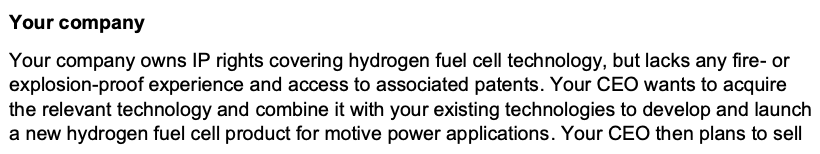 Your company
Your company owns IP rights covering hydrogen fuel cell technology, but lacks any fire- or
explosion-proof experience and access to associated patents. Your CEO wants to acquire
the relevant technology and combine it with your existing technologies to develop and launch
a new hydrogen fuel cell product for motive power applications. Your CEO then plans to sell